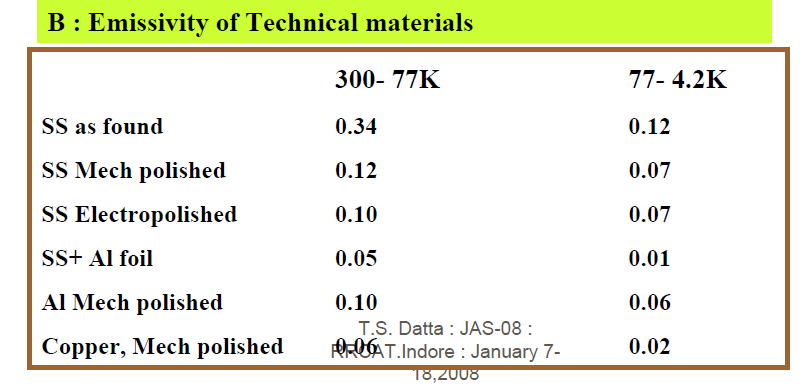 B : Emissivity of Technical materials
300- 77K 77- 4.2K
SS as found 0.34 0.12
SS Mech polished 0.12 0.07
SS Electropolished 0.10 0.07
SS+ Al foil 0.05 0.01
Al Mech polished 0.10 0.06
T.S. Datta : JAS-08 :
Copper, Mech polished 0.06 0.02
RRCAT.Indore : January 7-
18,2008